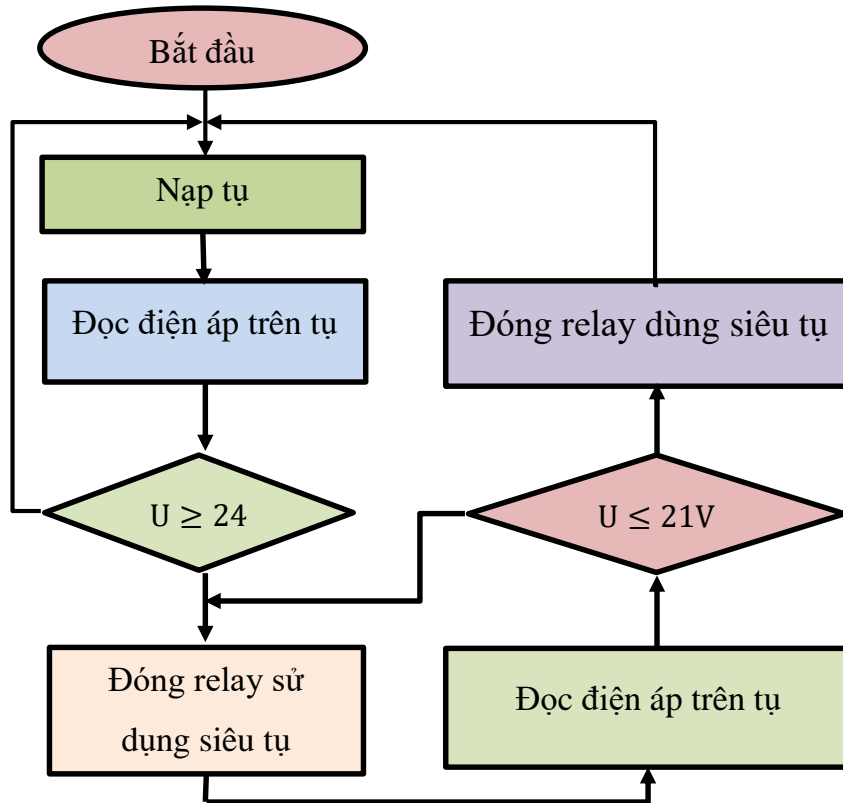 Bắt đầu
Nạp tụ
Đọc điện áp trên tụ
U ≥ 24
Đóng relay sử
dụng siêu tụ
Đóng relay dùng siêu tụ
U ≤ 21V
Đọc điện áp trên tụ